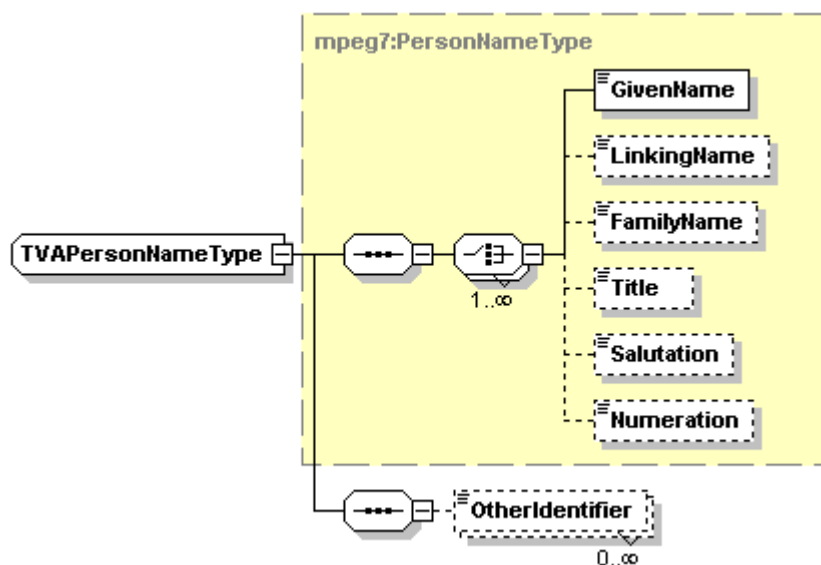 mpeg7:PersonNameType
GivenName
LinkingName
FamilyName
TVAPersonNameType
1..∞
Title
Salutation
Numeration
OtherIdentifier
0..∞